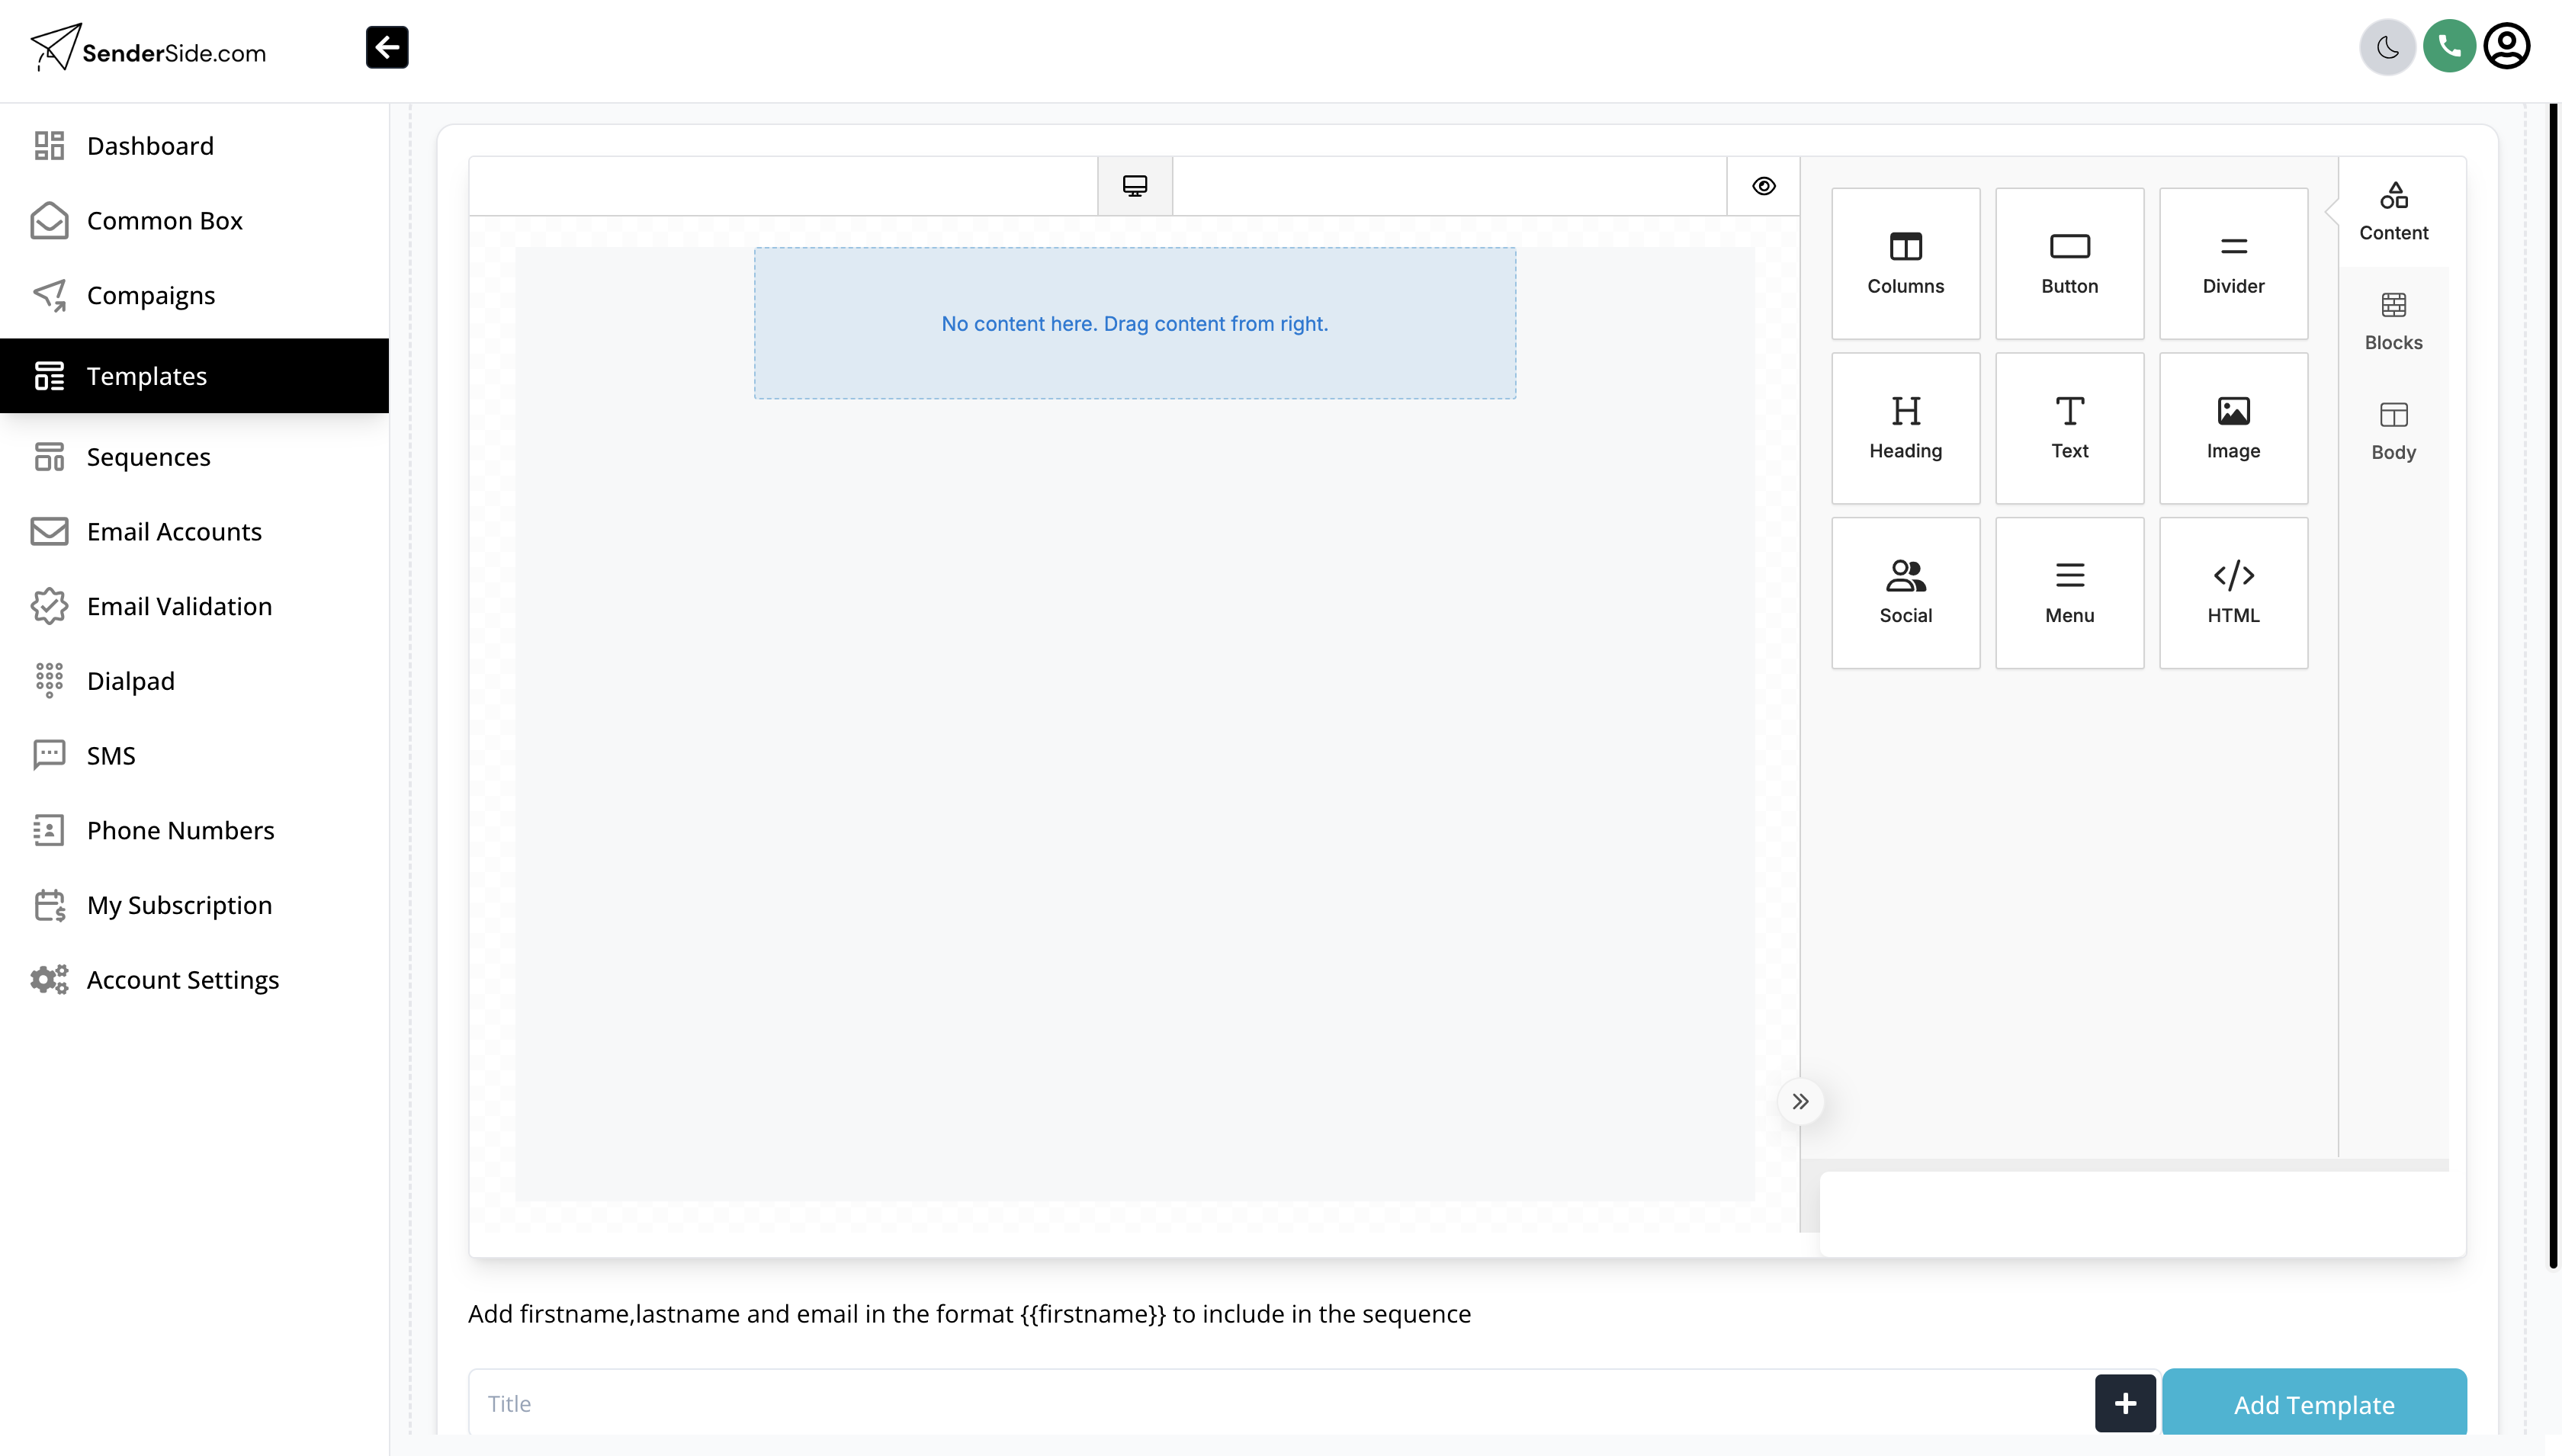 SenderSide.com
Dashboard
Common Box
Compaigns
Templates
Sequences
Email Accounts
Email Validation
Dialpad
SMS
Phone Numbers
My Subscription
Account Settings
No content here. Drag content from right.
Columns
Button
Divider
Heading
Text
Image
Social
Menu
HTML
Content
Blocks
Body
Add firstname,lastname and email in the format {{firstname}} to include in the sequence
Title
Add Template